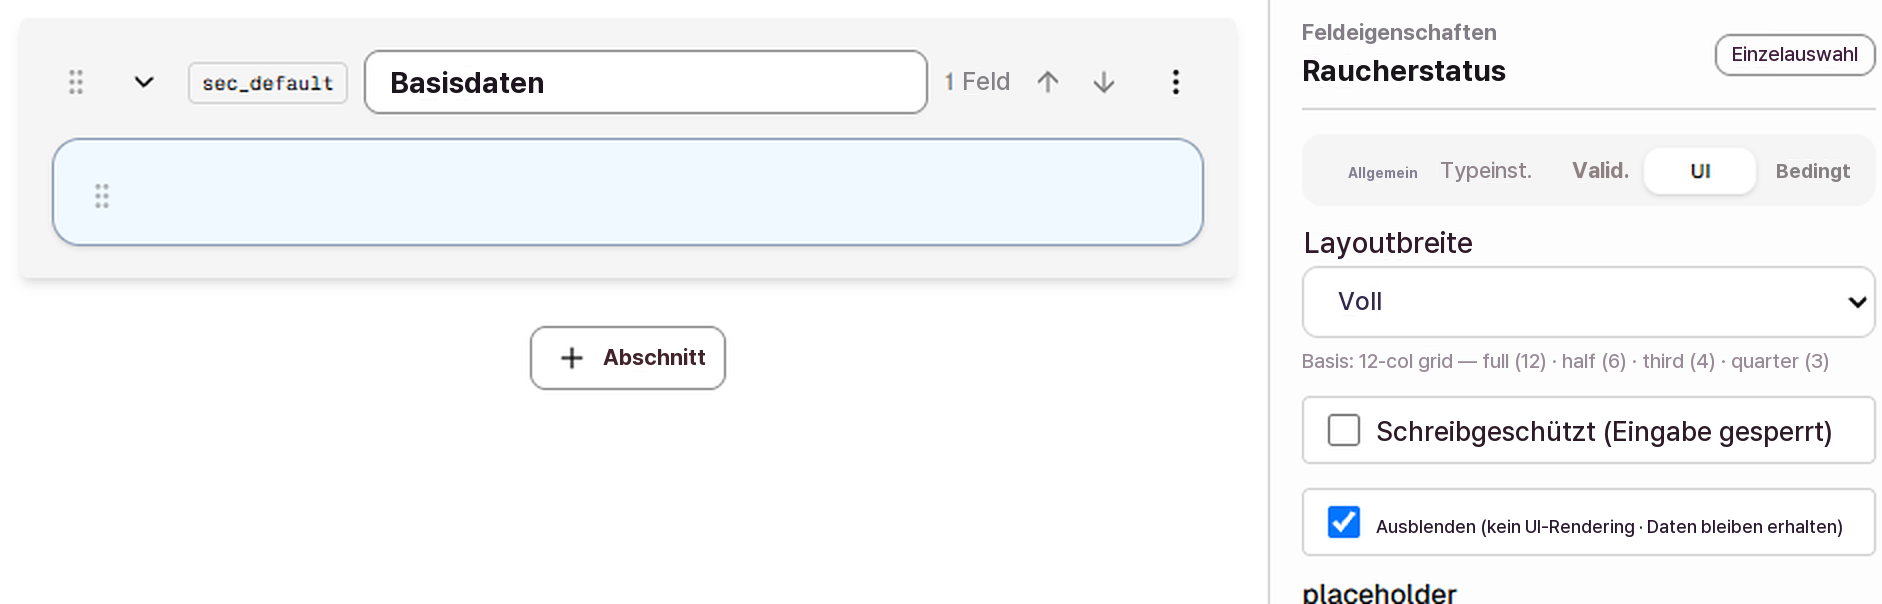 sec_default Basisdaten 1 Feld
Abschnitt
Feldeigenschaften
Raucherstatus Einzelauswahl
Allgemein Typeinst. Valid. UI Bedingt
Layoutbreite
Voll
Basis: 12-col grid — full (12) · half (6) · third (4) · quarter (3)
Schreibgeschützt (Eingabe gesperrt)
Ausblenden (kein UI-Rendering · Daten bleiben erhalten)
placeholder